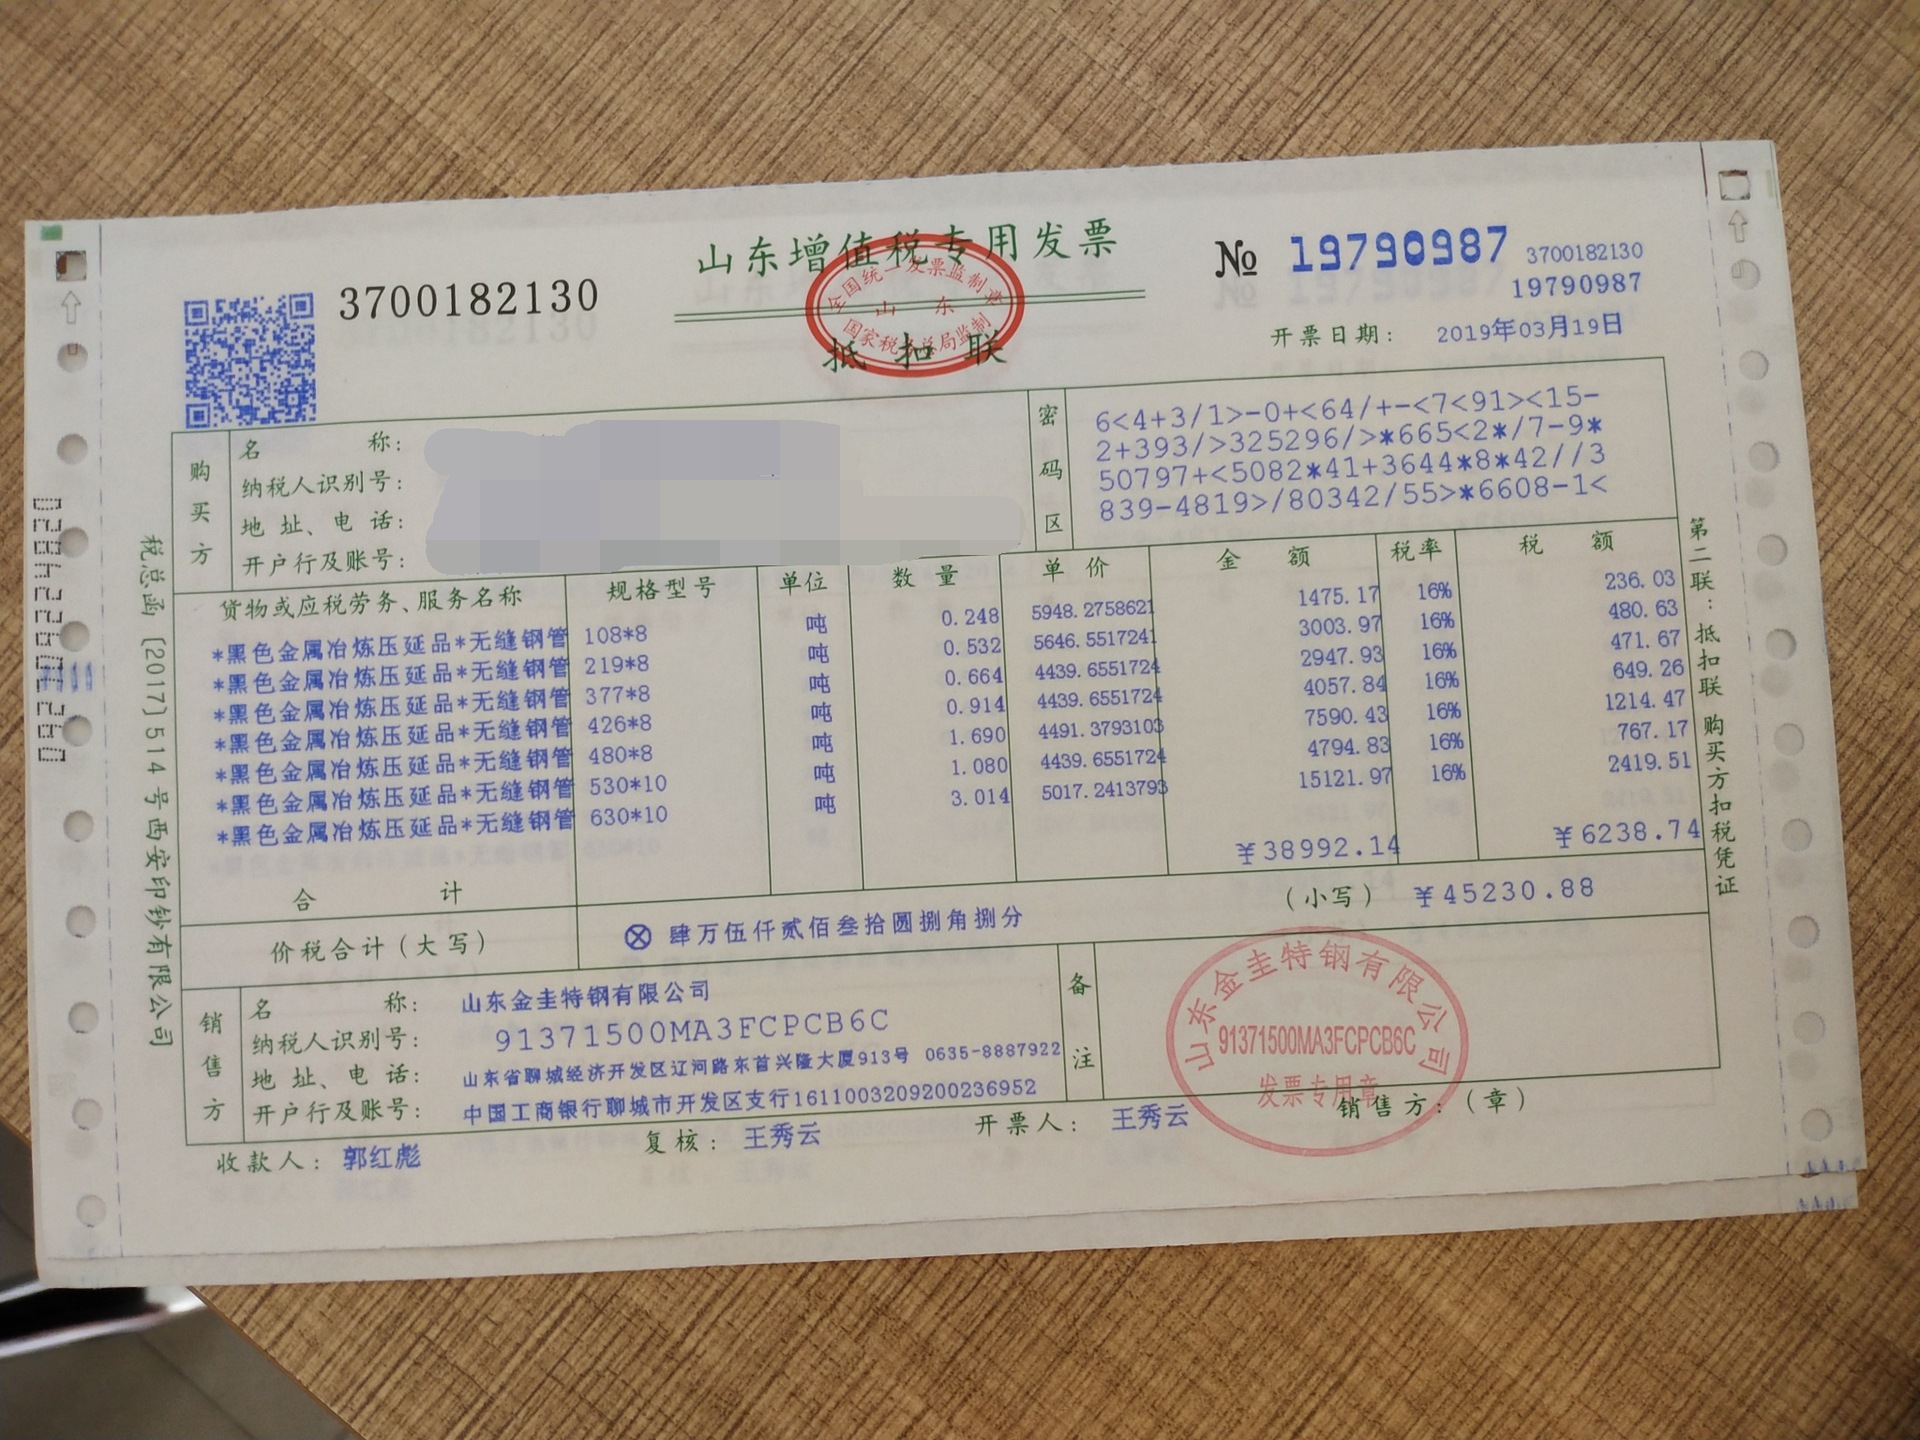 山东增值税专用发票
No 19790987
3700182130
3700182130
19790987
全国统一发票监制章
山 东
国家税务总局监制
抵扣联
开票日期： 2019年03月19日
购买方
名 称：
纳税人识别号：
地 址、电 话：
开户行及账号：
密码区
6<4+3/1>-0+<64/+-<7<91><15-
2+393/>325296/>*665<2*/7-9*
50797+<5082*41+3644*8*42//3
839-4819>/80342/55>*6608-1<
货物或应税劳务、服务名称 规格型号 单位 数 量 单 价 金 额 税率 税 额
*黑色金属冶炼压延品*无缝钢管 108*8 吨 0.248 5948.2758621 1475.17 16% 236.03
*黑色金属冶炼压延品*无缝钢管 219*8 吨 0.532 5646.5517241 3003.97 16% 480.63
*黑色金属冶炼压延品*无缝钢管 377*8 吨 0.664 4439.6551724 2947.93 16% 471.67
*黑色金属冶炼压延品*无缝钢管 426*8 吨 0.914 4439.6551724 4057.84 16% 649.26
*黑色金属冶炼压延品*无缝钢管 480*8 吨 1.690 4491.3793103 7590.43 16% 1214.47
*黑色金属冶炼压延品*无缝钢管 530*10 吨 1.080 4439.6551724 4794.83 16% 767.17
*黑色金属冶炼压延品*无缝钢管 630*10 吨 3.014 5017.2413793 15121.97 16% 2419.51
合 计 ¥38992.14 ¥6238.74
价税合计（大写） ⊗ 肆万伍仟贰佰叁拾圆捌角捌分 （小写） ¥45230.88
销售方
名 称： 山东金圭特钢有限公司
纳税人识别号： 91371500MA3FCPCB6C
地 址、电 话： 山东省聊城经济开发区辽河路东首兴隆大厦913号 0635-8887922
开户行及账号： 中国工商银行聊城市开发区支行1611003209200236952
备注
山东金圭特钢有限公司
91371500MA3FCPCB6C
发票专用章
收款人： 郭红彪 复核： 王秀云 开票人： 王秀云 销售方：（章）
税总函〔2017〕514号西安印钞有限公司
第二联：抵扣联 购买方扣税凭证